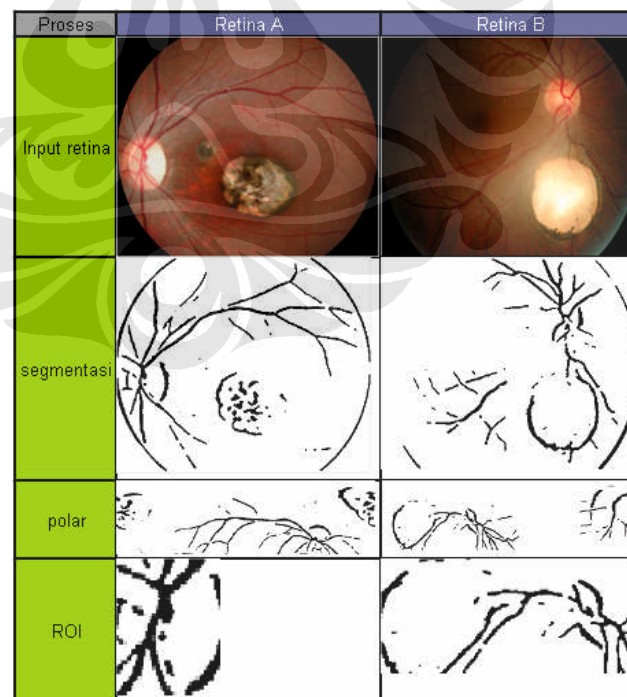 Proses Retina A Retina B
Input retina
segmentasi
polar
ROI